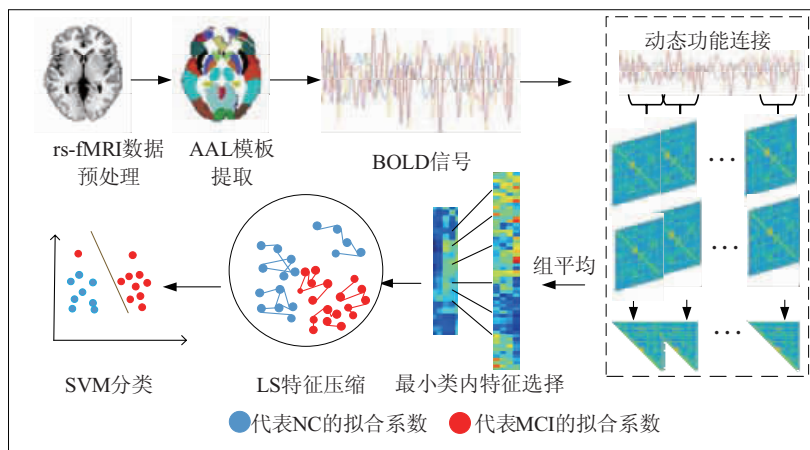 动态功能连接
rs-fMRI数据
预处理
AAL模板
提取
BOLD信号
组平均
SVM分类
LS特征压缩
最小类内特征选择
代表NC的拟合系数
代表MCI的拟合系数